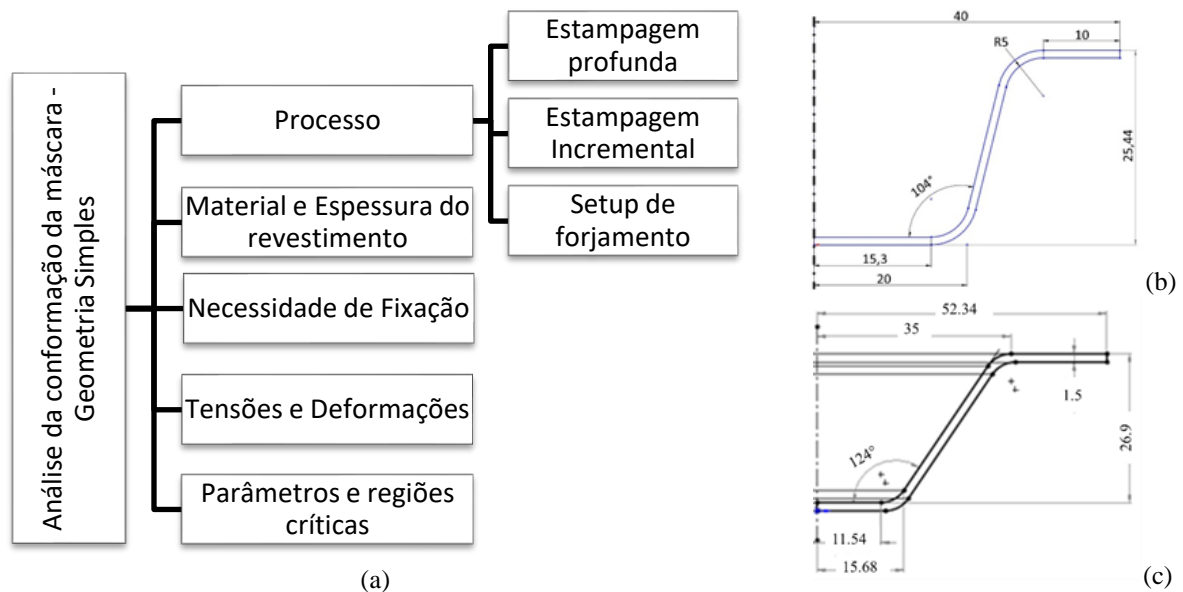 Análise da conformação da máscara -
Geometria Simples
Processo
Material e Espessura do
revestimento
Necessidade de Fixação
Tensões e Deformações
Parâmetros e regiões
críticas
Estampagem
profunda
Estampagem
Incremental
Setup de
forjamento
(a)
40
10
R5
25,44
104°
15,3
20
(b)
52.34
35
1.5
26.9
124°
11.54
15.68
(c)